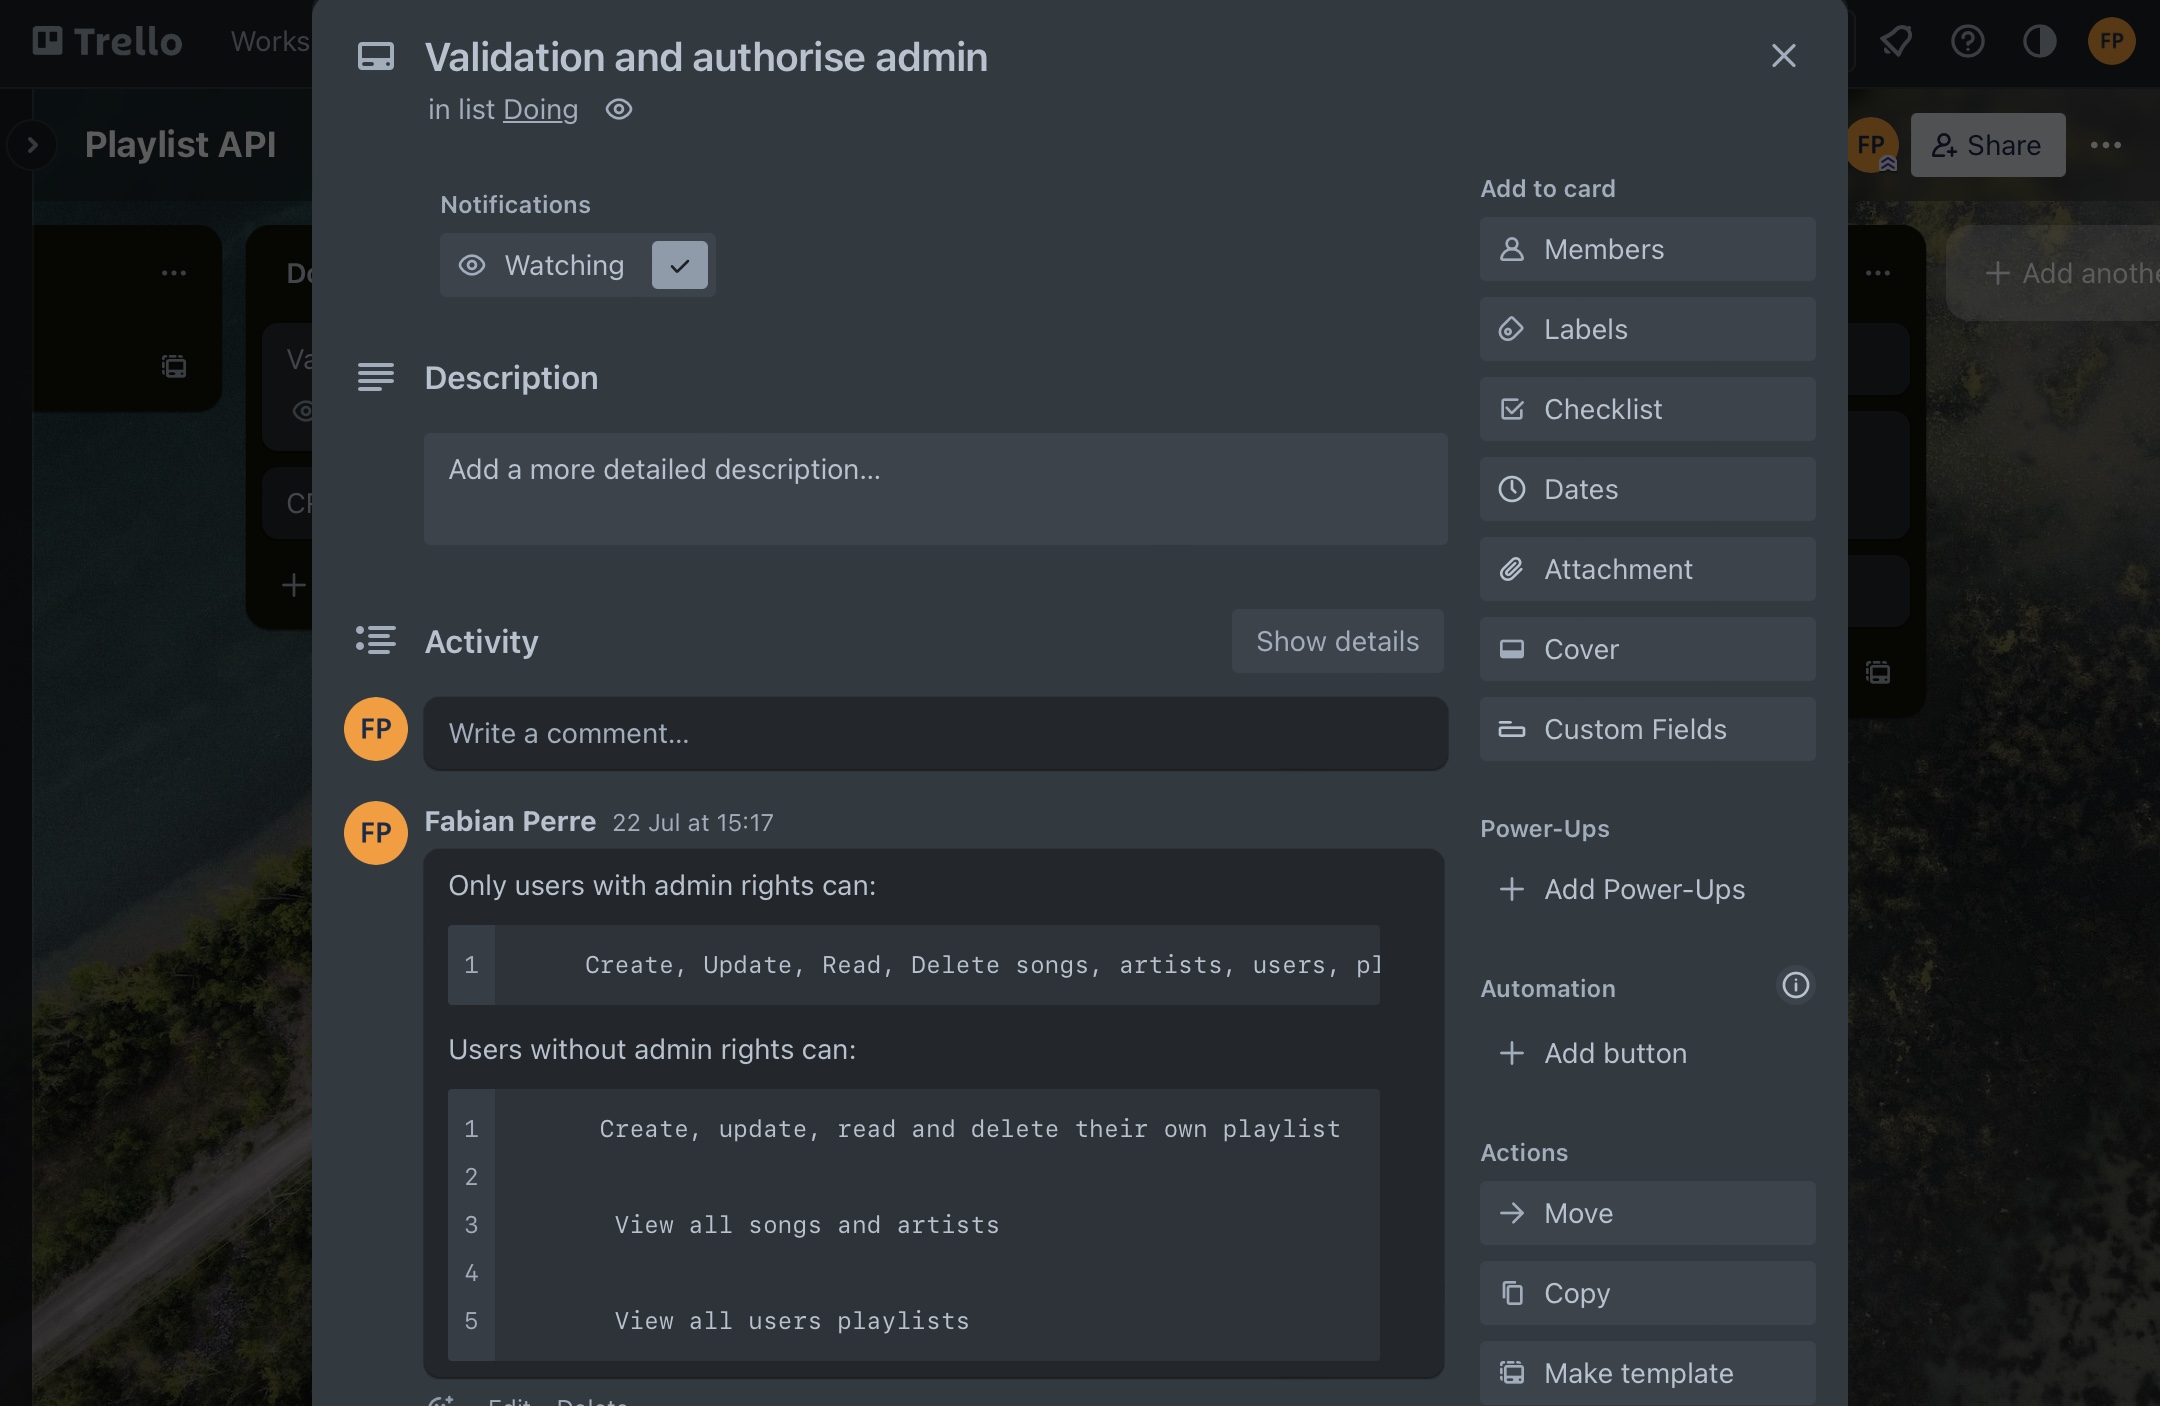 Trello
Works
FP
Playlist API
FP
Share
Validation and authorise admin
in list Doing
Notifications
Watching
Description
Add a more detailed description...
Activity
Show details
FP
Write a comment...
FP
Fabian Perre 22 Jul at 15:17
Only users with admin rights can:
1 Create, Update, Read, Delete songs, artists, users, pl
Users without admin rights can:
1 Create, update, read and delete their own playlist
2
3 View all songs and artists
4
5 View all users playlists
Edit Delete
Add to card
Members
Labels
Checklist
Dates
Attachment
Cover
Custom Fields
Power-Ups
Add Power-Ups
Automation
Add button
Actions
Move
Copy
Make template
Do
Va
+ Add anothe